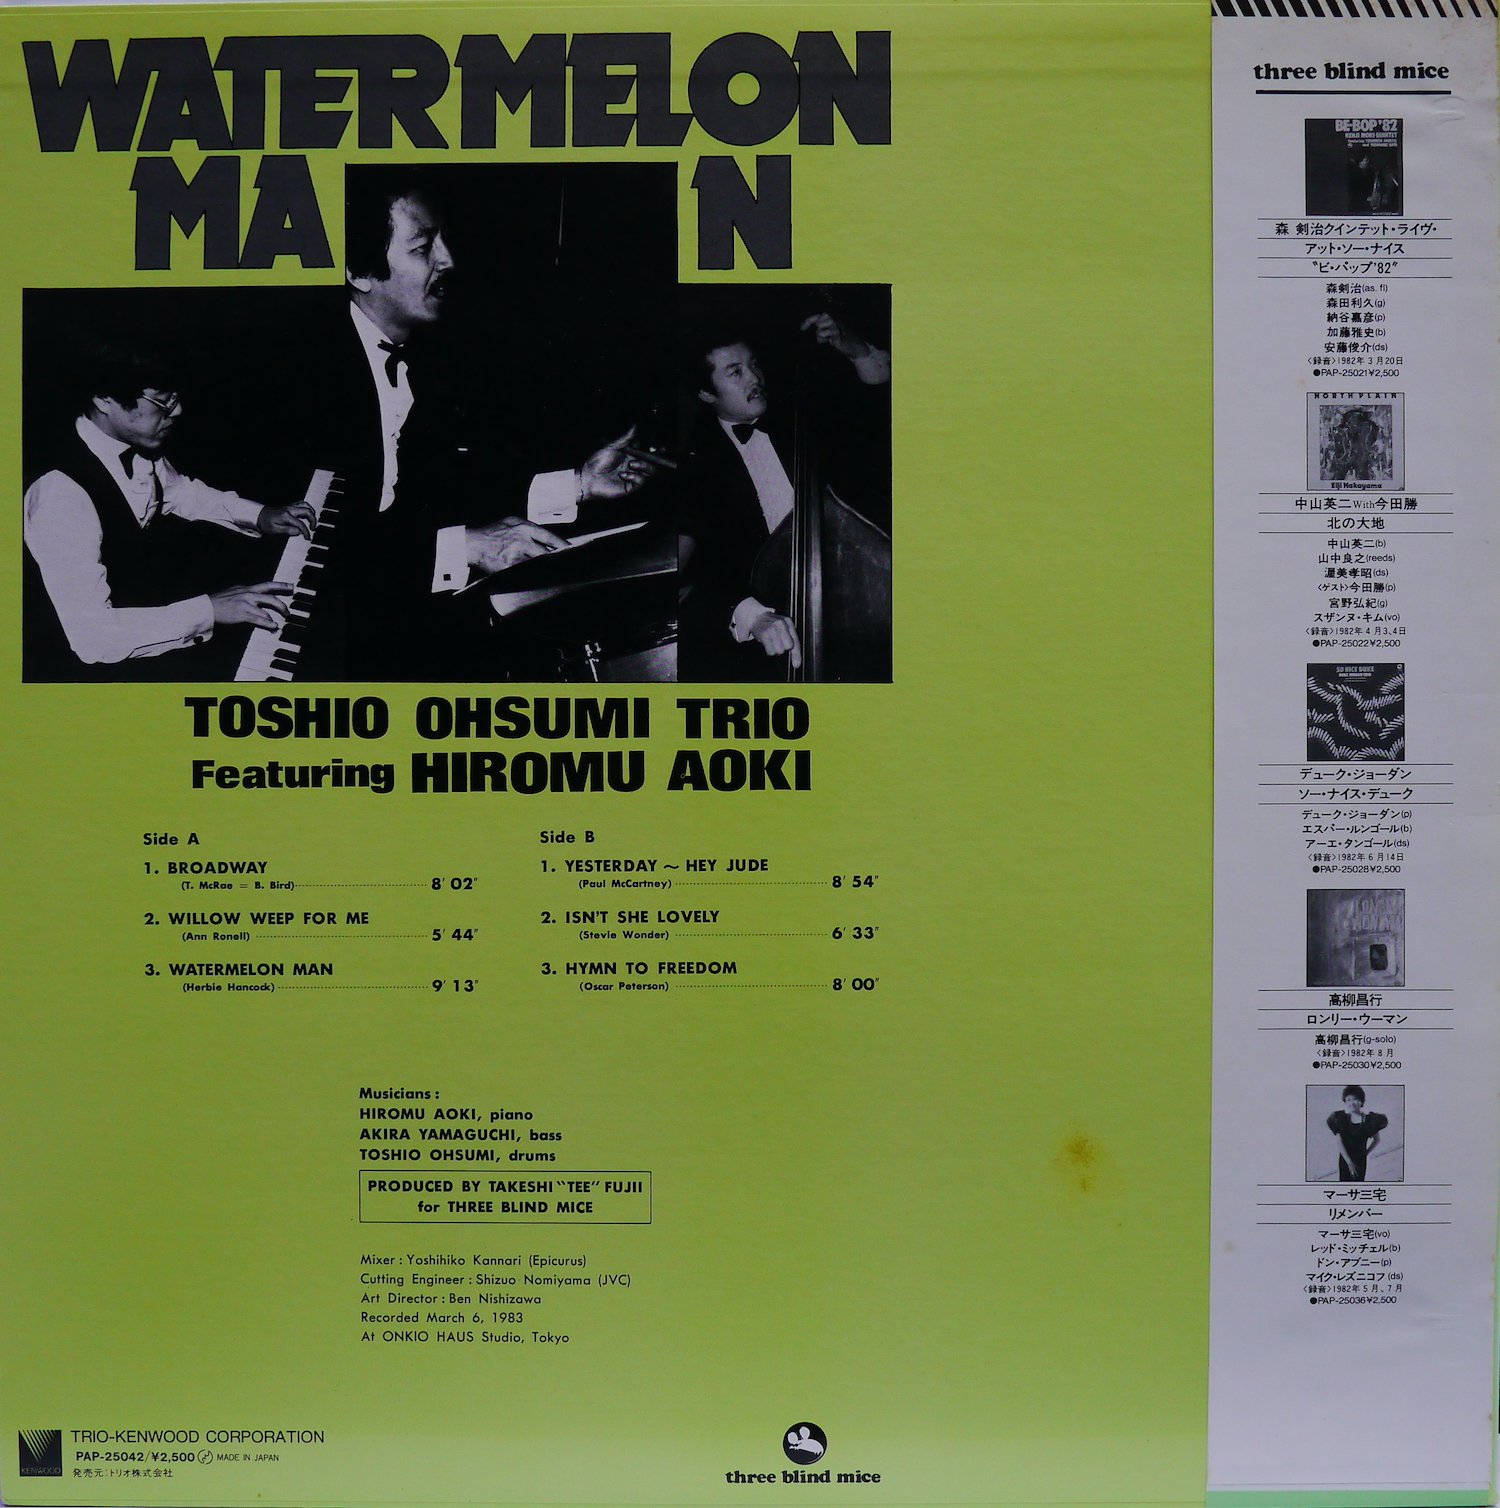 WATERMELON
MAN
TOSHIO OHSUMI TRIO
Featuring HIROMU AOKI
Side A
1. BROADWAY
(T. McRae = B. Bird) 8′ 02″
2. WILLOW WEEP FOR ME
(Ann Ronell) 5′ 44″
3. WATERMELON MAN
(Herbie Hancock) 9′ 13″
Side B
1. YESTERDAY ~ HEY JUDE
(Paul McCartney) 8′ 54″
2. ISN'T SHE LOVELY
(Stevie Wonder) 6′ 33″
3. HYMN TO FREEDOM
(Oscar Peterson) 8′ 00″
Musicians :
HIROMU AOKI, piano
AKIRA YAMAGUCHI, bass
TOSHIO OHSUMI, drums
PRODUCED BY TAKESHI "TEE" FUJII
for THREE BLIND MICE
Mixer : Yoshihiko Kannari (Epicurus)
Cutting Engineer : Shizuo Nomiyama (JVC)
Art Director : Ben Nishizawa
Recorded March 6, 1983
At ONKIO HAUS Studio, Tokyo
KENWOOD
TRIO-KENWOOD CORPORATION
PAP-25042/¥2,500 MADE IN JAPAN
発売元:トリオ株式会社
three blind mice
three blind mice
BE-BOP '82
KENJI MORI QUINTET
森 剣治クインテット・ライヴ・
アット・ソー・ナイス
"ビ・バップ'82"
森剣治(as. fl)
森田利久(g)
納谷嘉彦(p)
加藤雅史(b)
安藤俊介(ds)
〈録音〉1982年3月20日
●PAP-25021¥2,500
NORTH PLAIN
Eiji Nakayama
中山英二With今田勝
北の大地
中山英二(b)
山中良之(reeds)
渥美孝昭(ds)
〈ゲスト〉今田勝(p)
宮野弘紀(g)
スザンヌ・キム(vo)
〈録音〉1982年4月3、4日
●PAP-25022¥2,500
SO NICE DUKE
DUKE JORDAN TRIO
デューク・ジョーダン
ソー・ナイス・デューク
デューク・ジョーダン(p)
エスパー・ルンゴール(b)
アーエ・タンゴール(ds)
〈録音〉1982年6月14日
●PAP-25028¥2,500
高柳昌行
ロンリー・ウーマン
高柳昌行(g-solo)
〈録音〉1982年8月
●PAP-25030¥2,500
マーサ三宅
リメンバー
マーサ三宅(vo)
レッド・ミッチェル(b)
ドン・アブニー(p)
マイク・レズニコフ(ds)
〈録音〉1982年5月、7月
●PAP-25036¥2,500